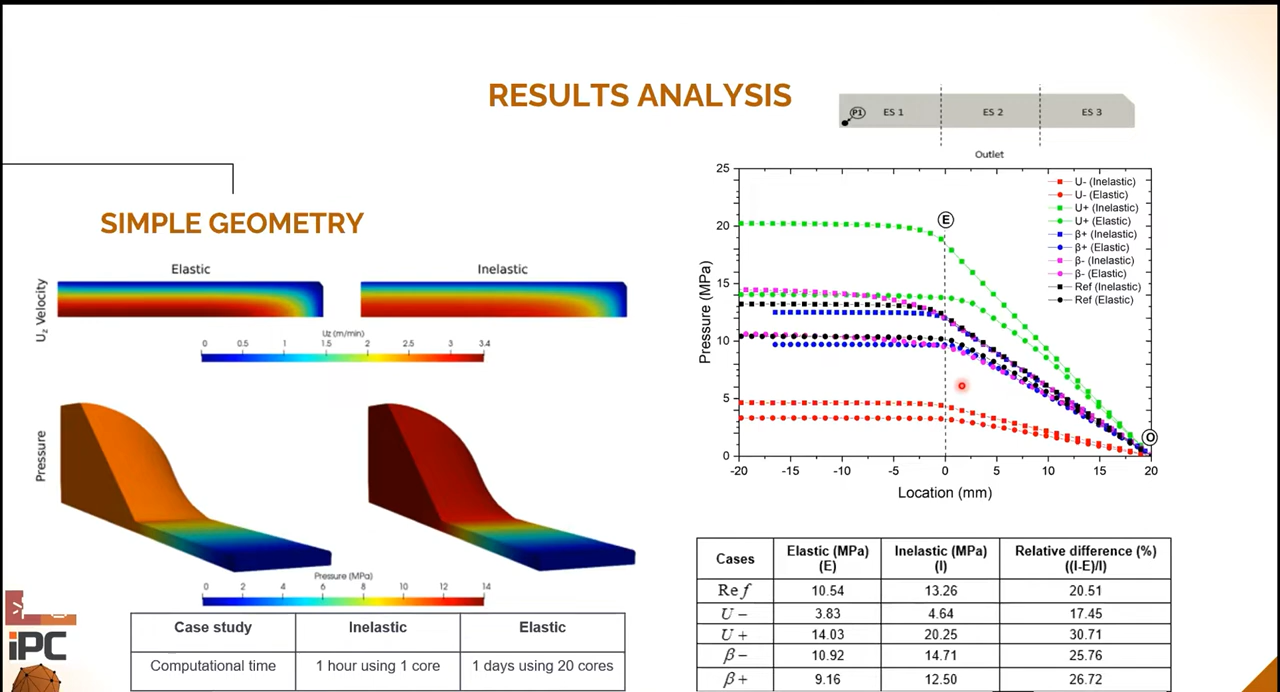 RESULTS ANALYSIS
P1 ES 1 ES 2 ES 3
Outlet
SIMPLE GEOMETRY
Elastic Inelastic
Uz Velocity
Uz (m/min)
0 0.5 1 1.5 2 2.5 3 3.4
Pressure
Pressure (MPa)
0 2 4 6 8 10 12 14
Case study Inelastic Elastic
Computational time 1 hour using 1 core 1 days using 20 cores
iPC
Pressure (MPa)
25
20
15
10
5
0
E
O
U- (Inelastic)
U- (Elastic)
U+ (Inelastic)
U+ (Elastic)
β+ (Inelastic)
β+ (Elastic)
β- (Inelastic)
β- (Elastic)
Ref (Inelastic)
Ref (Elastic)
-20 -15 -10 -5 0 5 10 15 20
Location (mm)
Cases Elastic (MPa) (E) Inelastic (MPa) (I) Relative difference (%) ((I-E)/I)
Ref 10.54 13.26 20.51
U − 3.83 4.64 17.45
U + 14.03 20.25 30.71
β − 10.92 14.71 25.76
β + 9.16 12.50 26.72